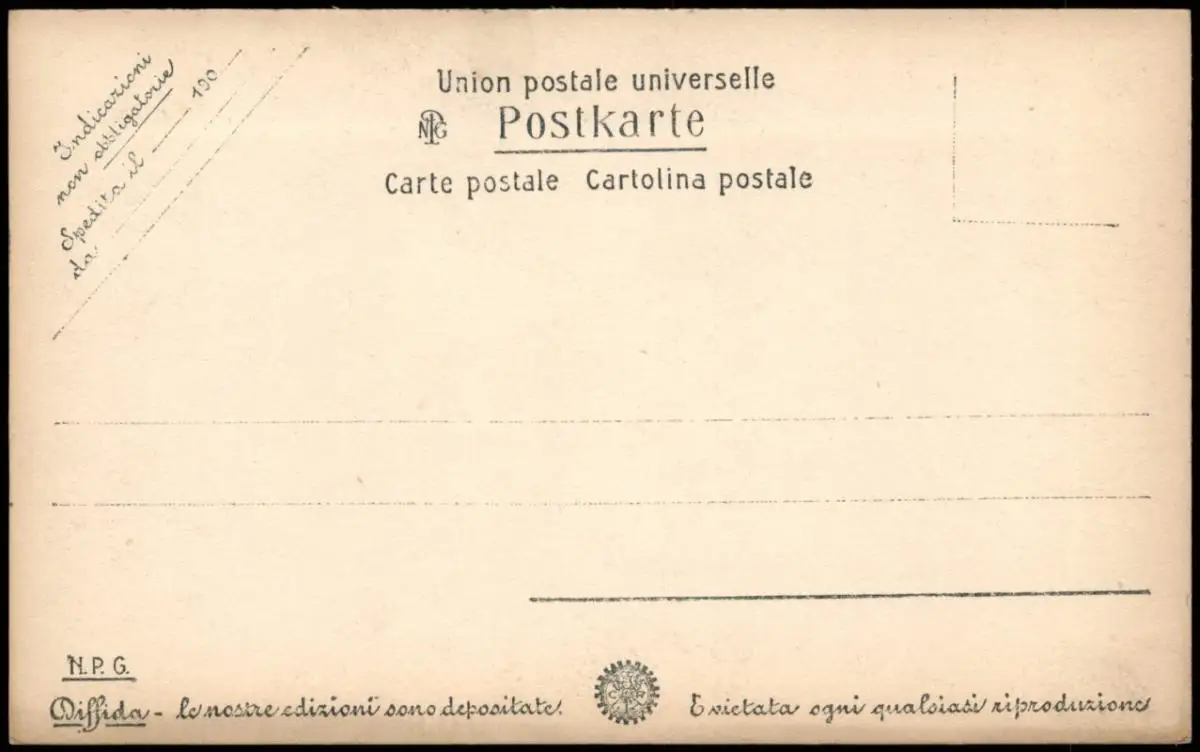 Indicazioni
non obbligatorie
Spedita il 190
da
Union postale universelle
NPG Postkarte
Carte postale Cartolina postale
N.P.G.
Diffida - le nostre edizioni sono depositate. E vietata ogni qualsiasi riproduzione